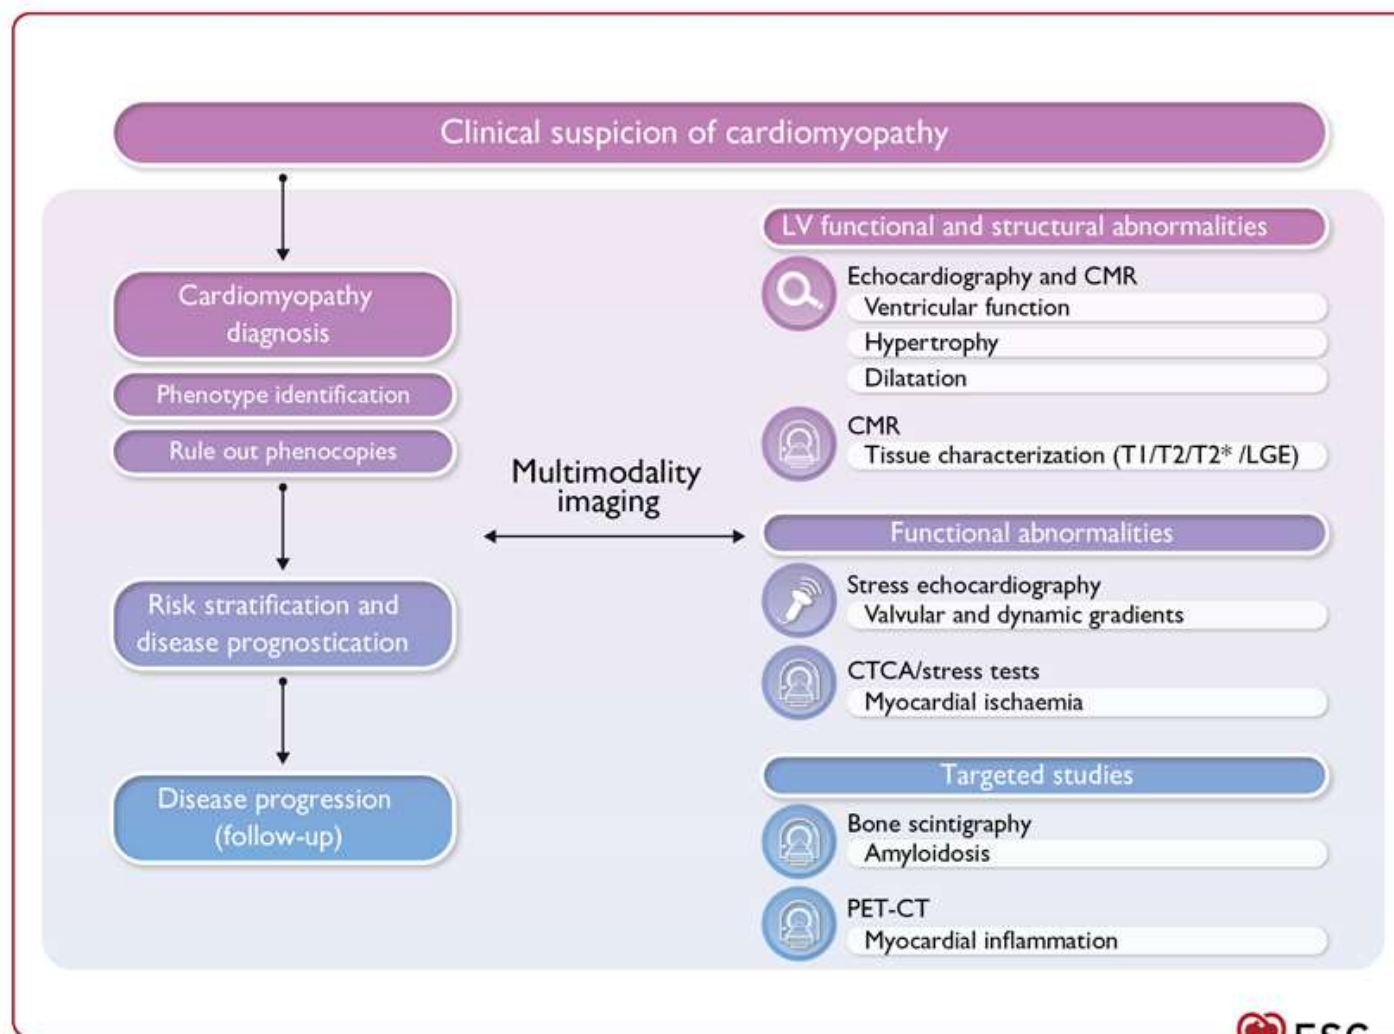 Clinical suspicion of cardiomyopathy
Cardiomyopathy
diagnosis
Phenotype identification
Rule out phenocopies
Risk stratification and
disease prognostication
Disease progression
(follow-up)
Multimodality
imaging
LV functional and structural abnormalities
Echocardiography and CMR
Ventricular function
Hypertrophy
Dilatation
CMR
Tissue characterization (T1/T2/T2* /LGE)
Functional abnormalities
Stress echocardiography
Valvular and dynamic gradients
CTCA/stress tests
Myocardial ischaemia
Targeted studies
Bone scintigraphy
Amyloidosis
PET-CT
Myocardial inflammation
ESC